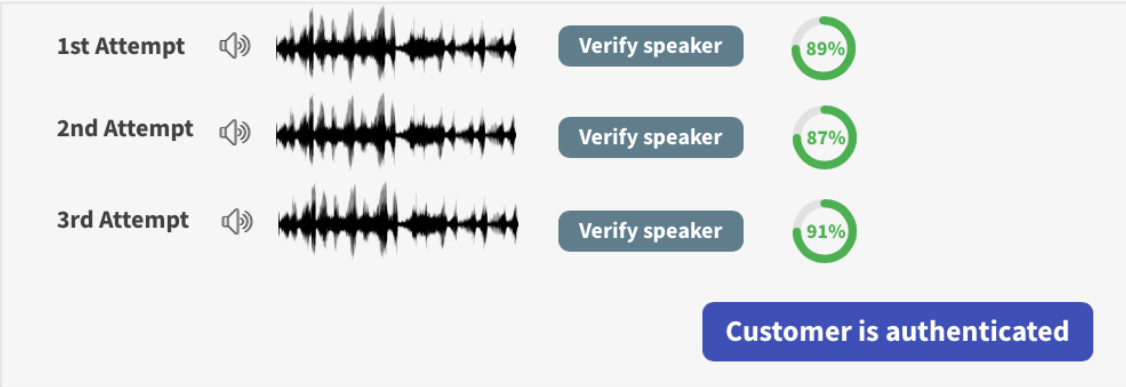 1st Attempt Verify speaker 89%
2nd Attempt Verify speaker 87%
3rd Attempt Verify speaker 91%
Customer is authenticated